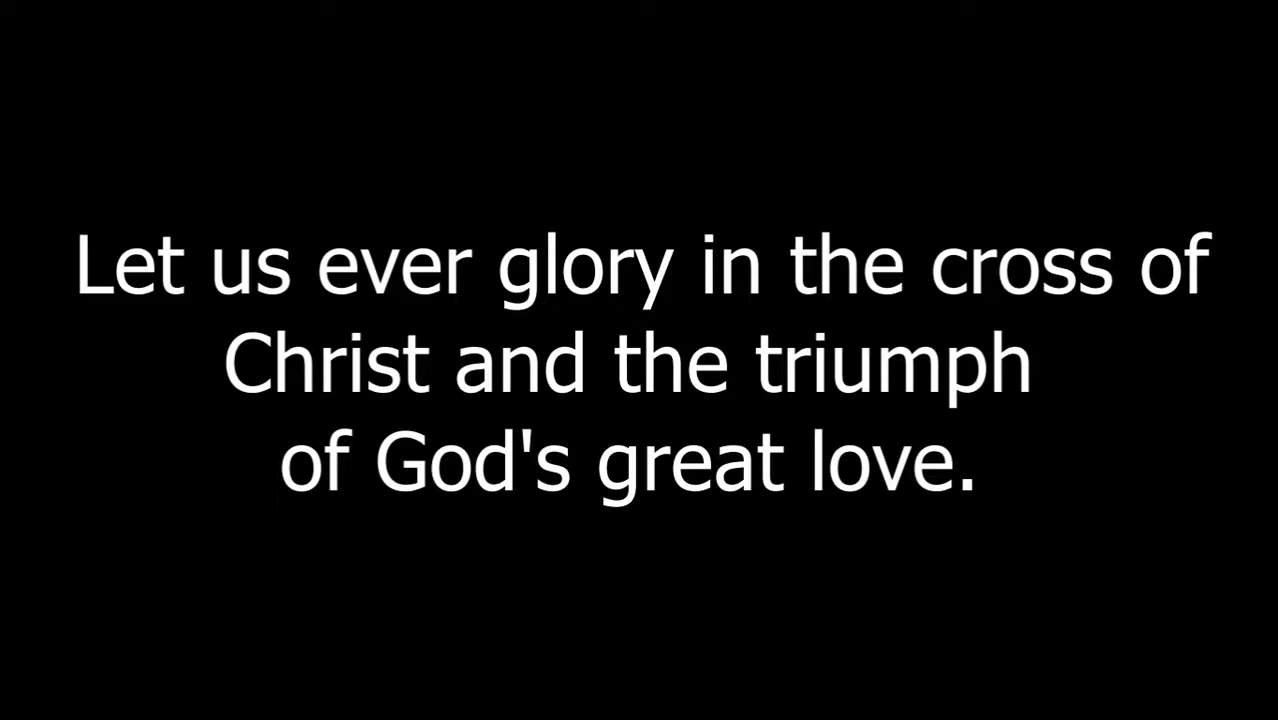 Let us ever glory in the cross of
Christ and the triumph
of God's great love.